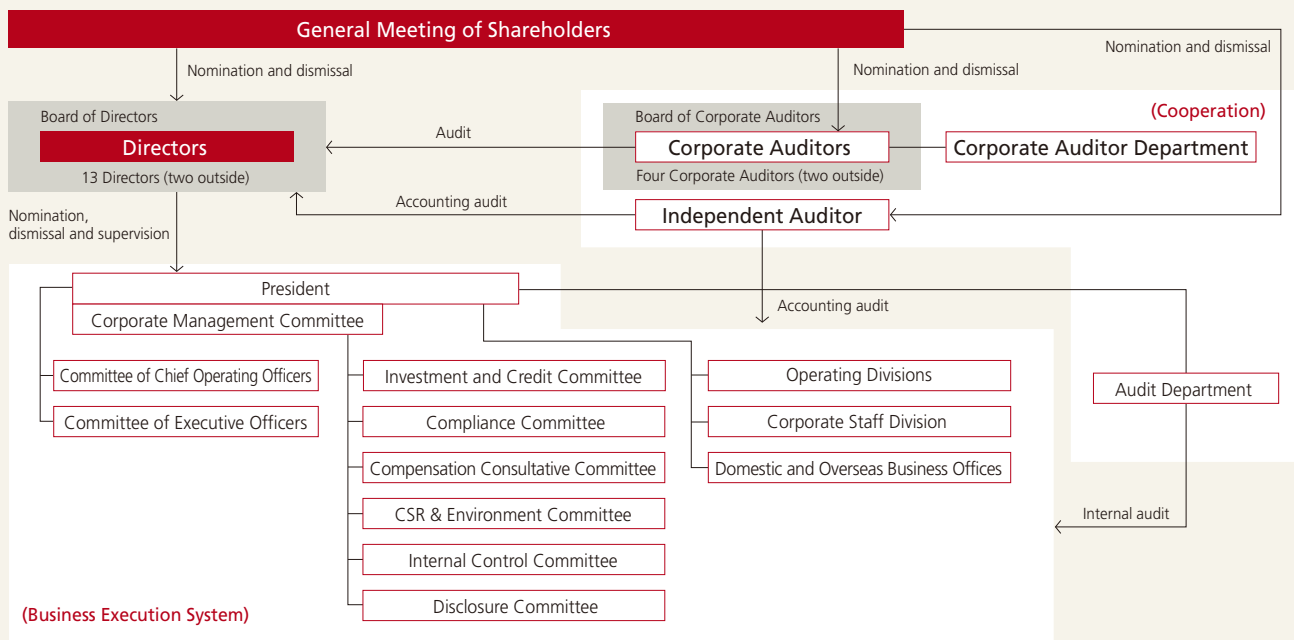 General Meeting of Shareholders
Nomination and dismissal
Nomination and dismissal
Nomination and dismissal
(Cooperation)
Board of Directors
Directors
13 Directors (two outside)
Audit
Board of Corporate Auditors
Corporate Auditors
Four Corporate Auditors (two outside)
Corporate Auditor Department
Accounting audit
Independent Auditor
Nomination,
dismissal and supervision
President
Corporate Management Committee
Accounting audit
Committee of Chief Operating Officers
Committee of Executive Officers
Investment and Credit Committee
Compliance Committee
Compensation Consultative Committee
CSR & Environment Committee
Internal Control Committee
Disclosure Committee
Operating Divisions
Corporate Staff Division
Domestic and Overseas Business Offices
Audit Department
Internal audit
(Business Execution System)